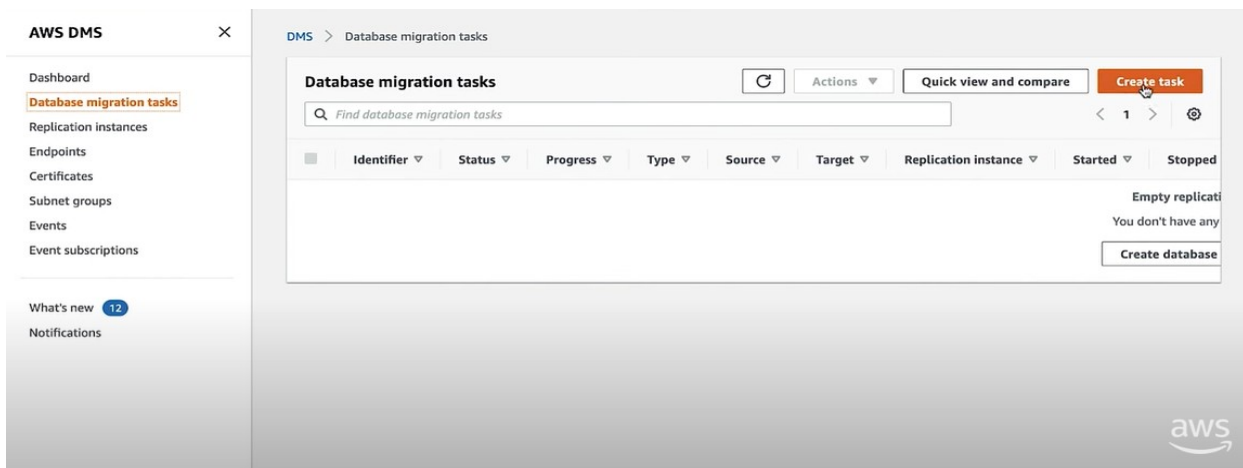 AWS DMS
Dashboard
Database migration tasks
Replication instances
Endpoints
Certificates
Subnet groups
Events
Event subscriptions
What's new 12
Notifications
DMS > Database migration tasks
Database migration tasks
Actions
Quick view and compare
Create task
Find database migration tasks
1
Identifier Status Progress Type Source Target Replication instance Started Stopped
Empty replicati
You don't have any
Create database
aws